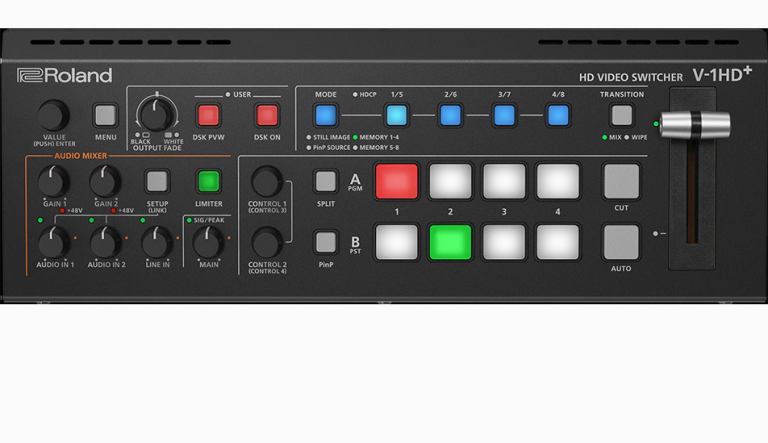 Roland
HD VIDEO SWITCHER V-1HD+
USER
MODE HDCP 1/5 2/6 3/7 4/8 TRANSITION
VALUE
(PUSH) ENTER
MENU
BLACK WHITE
OUTPUT FADE
DSK PVW
DSK ON
STILL IMAGE MEMORY 1-4
PinP SOURCE MEMORY 5-8
MIX WIPE
AUDIO MIXER
GAIN 1
+48V
GAIN 2
+48V
SETUP
(LINK)
LIMITER
CONTROL 1
(CONTROL 3)
SPLIT
A
PGM
1 2 3 4
CUT
SIG/PEAK
AUDIO IN 1
AUDIO IN 2
LINE IN
MAIN
CONTROL 2
(CONTROL 4)
PinP
B
PST
AUTO